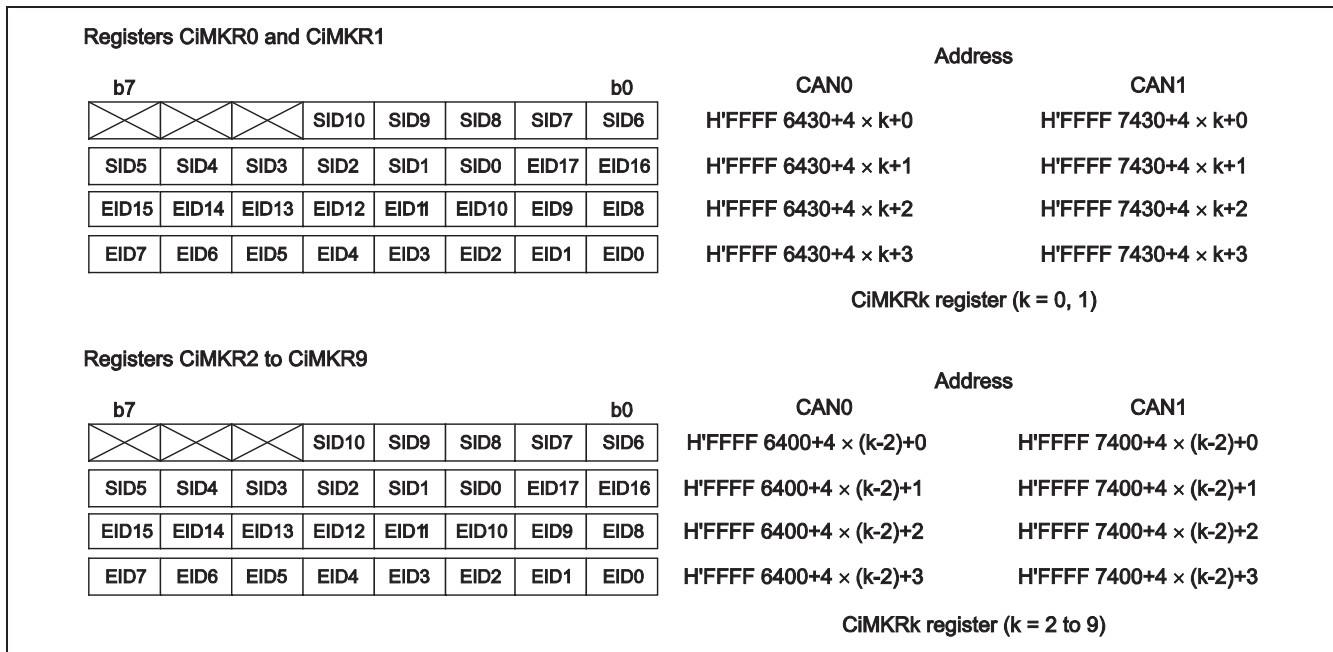 Registers CiMKR0 and CiMKR1
Address
b7 b0 CAN0 CAN1
SID10 SID9 SID8 SID7 SID6 H'FFFF 6430+4 × k+0 H'FFFF 7430+4 × k+0
SID5 SID4 SID3 SID2 SID1 SID0 EID17 EID16 H'FFFF 6430+4 × k+1 H'FFFF 7430+4 × k+1
EID15 EID14 EID13 EID12 EID11 EID10 EID9 EID8 H'FFFF 6430+4 × k+2 H'FFFF 7430+4 × k+2
EID7 EID6 EID5 EID4 EID3 EID2 EID1 EID0 H'FFFF 6430+4 × k+3 H'FFFF 7430+4 × k+3
CiMKRk register (k = 0, 1)
Registers CiMKR2 to CiMKR9
Address
b7 b0 CAN0 CAN1
SID10 SID9 SID8 SID7 SID6 H'FFFF 6400+4 × (k-2)+0 H'FFFF 7400+4 × (k-2)+0
SID5 SID4 SID3 SID2 SID1 SID0 EID17 EID16 H'FFFF 6400+4 × (k-2)+1 H'FFFF 7400+4 × (k-2)+1
EID15 EID14 EID13 EID12 EID11 EID10 EID9 EID8 H'FFFF 6400+4 × (k-2)+2 H'FFFF 7400+4 × (k-2)+2
EID7 EID6 EID5 EID4 EID3 EID2 EID1 EID0 H'FFFF 6400+4 × (k-2)+3 H'FFFF 7400+4 × (k-2)+3
CiMKRk register (k = 2 to 9)